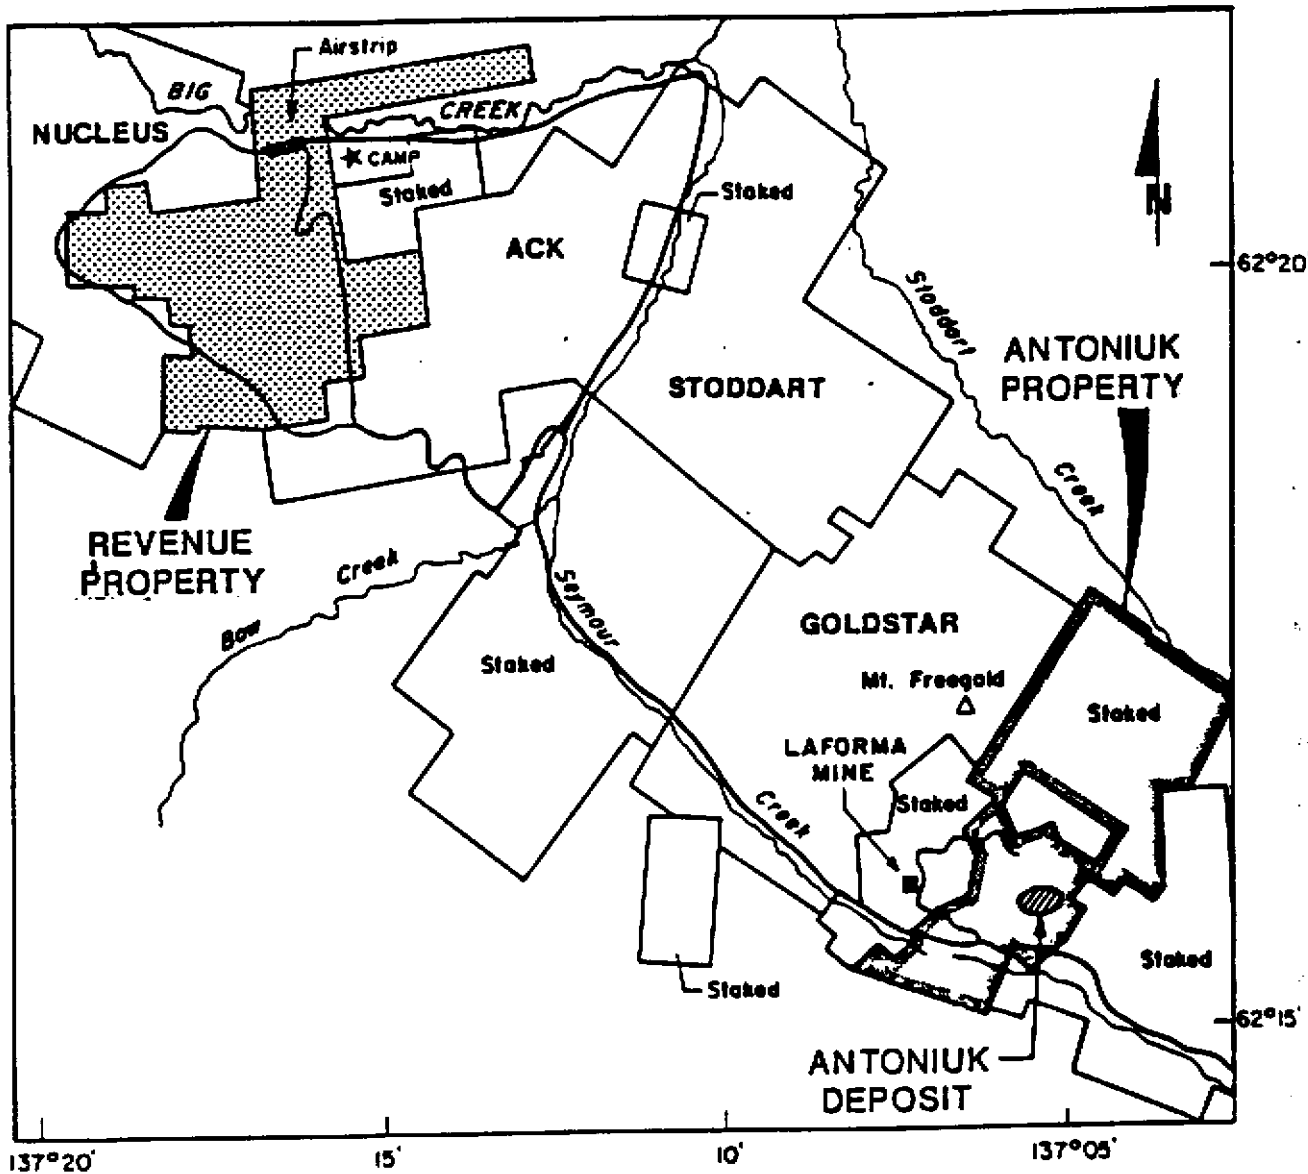 Airstrip
BIG
CREEK
NUCLEUS
CAMP
Staked
Staked
ACK
N
62°20'
Stoddart
Creek
ANTONIUK
PROPERTY
STODDART
REVENUE
PROPERTY
Creek
Bow
Seymour
Creek
Staked
GOLDSTAR
Mt. Freegold
Staked
LAFORMA
MINE
Staked
Staked
Staked
62°15'
ANTONIUK
DEPOSIT
137°20'
15'
10'
137°05'